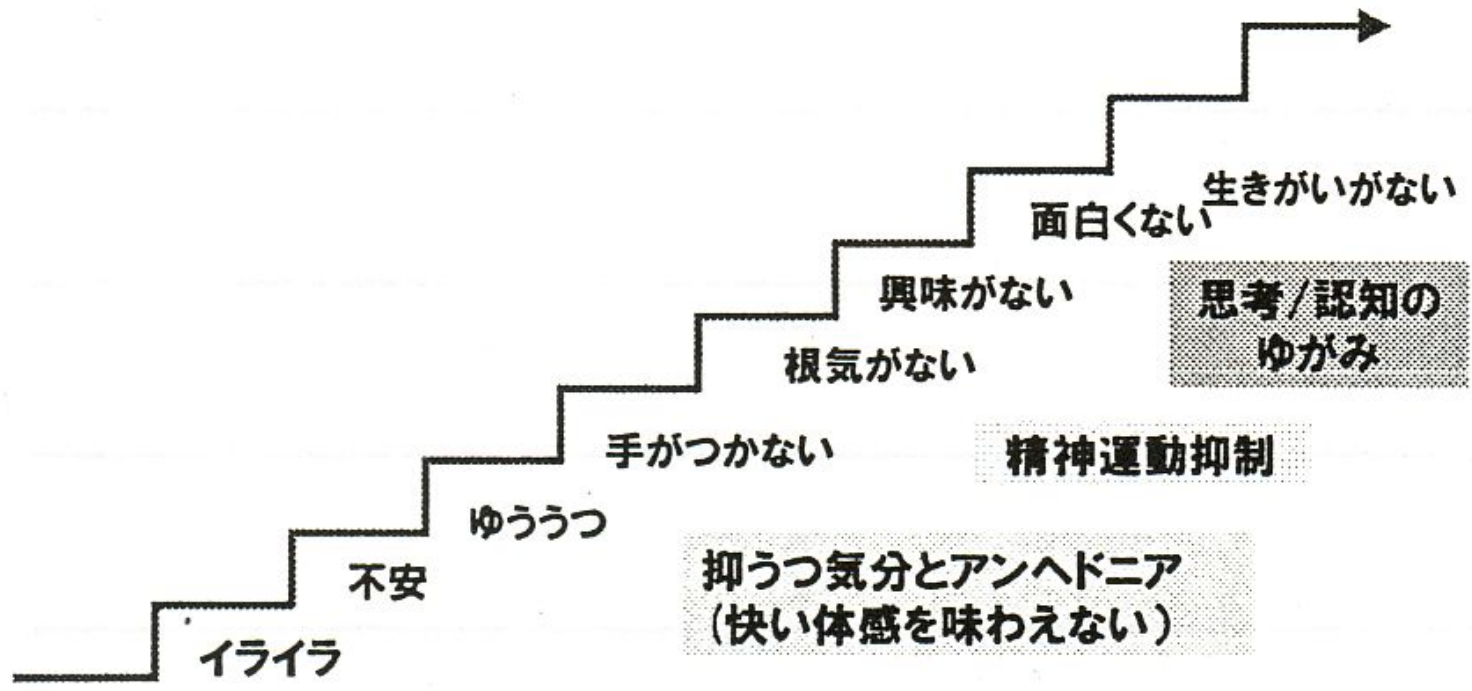 生きがいがない
面白くない
興味がない
思考/認知の
ゆがみ
根気がない
手がつかない
精神運動抑制
ゆううつ
抑うつ気分とアンヘドニア
(快い体感を味わえない)
不安
イライラ